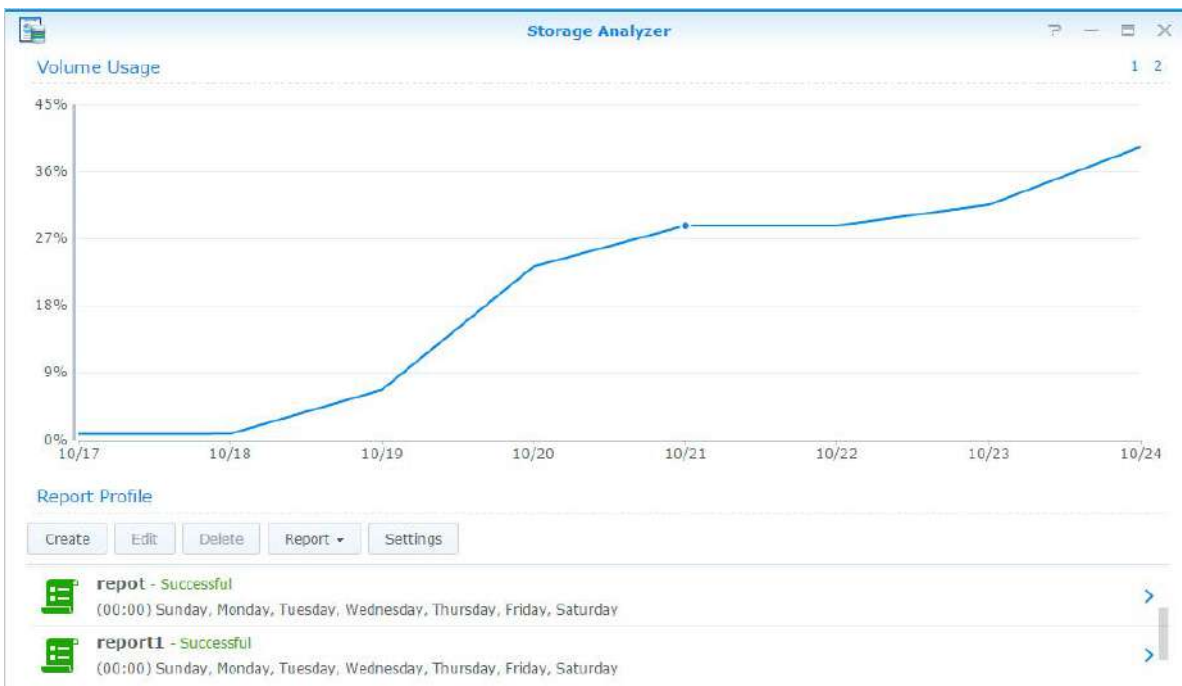 Storage Analyzer
Volume Usage
1 2
45%
36%
27%
18%
9%
0%
10/17 10/18 10/19 10/20 10/21 10/22 10/23 10/24
Report Profile
Create Edit Delete Report Settings
repot - Successful
(00:00) Sunday, Monday, Tuesday, Wednesday, Thursday, Friday, Saturday
report1 - Successful
(00:00) Sunday, Monday, Tuesday, Wednesday, Thursday, Friday, Saturday